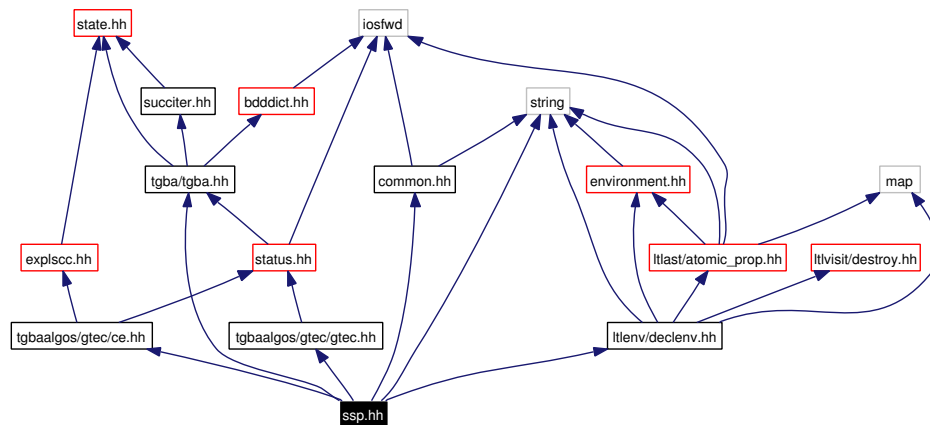 state.hh
iosfwd
succiter.hh
bdddict.hh
string
tgba/tgba.hh
common.hh
environment.hh
map
explscc.hh
status.hh
ltlast/atomic_prop.hh
ltlvisit/destroy.hh
tgbaalgos/gtec/ce.hh
tgbaalgos/gtec/gtec.hh
ltlenv/declenv.hh
ssp.hh